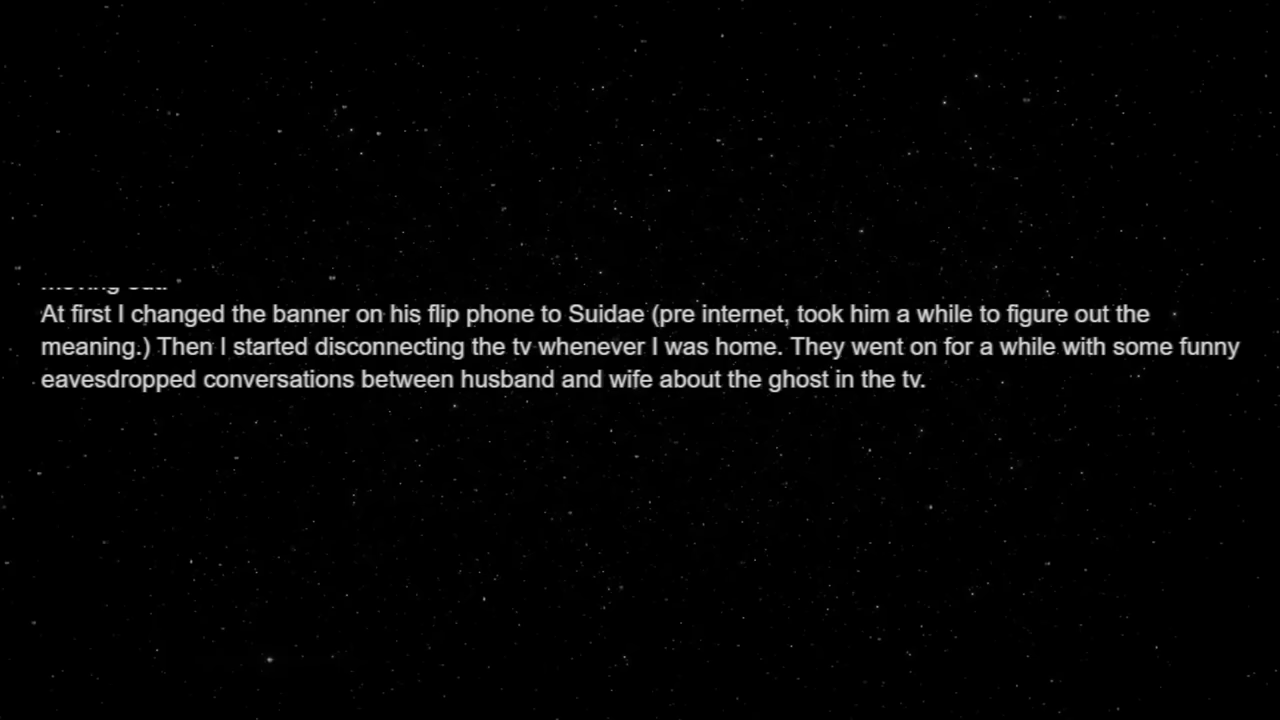 At first I changed the banner on his flip phone to Suidae (pre internet, took him a while to figure out the
meaning.) Then I started disconnecting the tv whenever I was home. They went on for a while with some funny
eavesdropped conversations between husband and wife about the ghost in the tv.